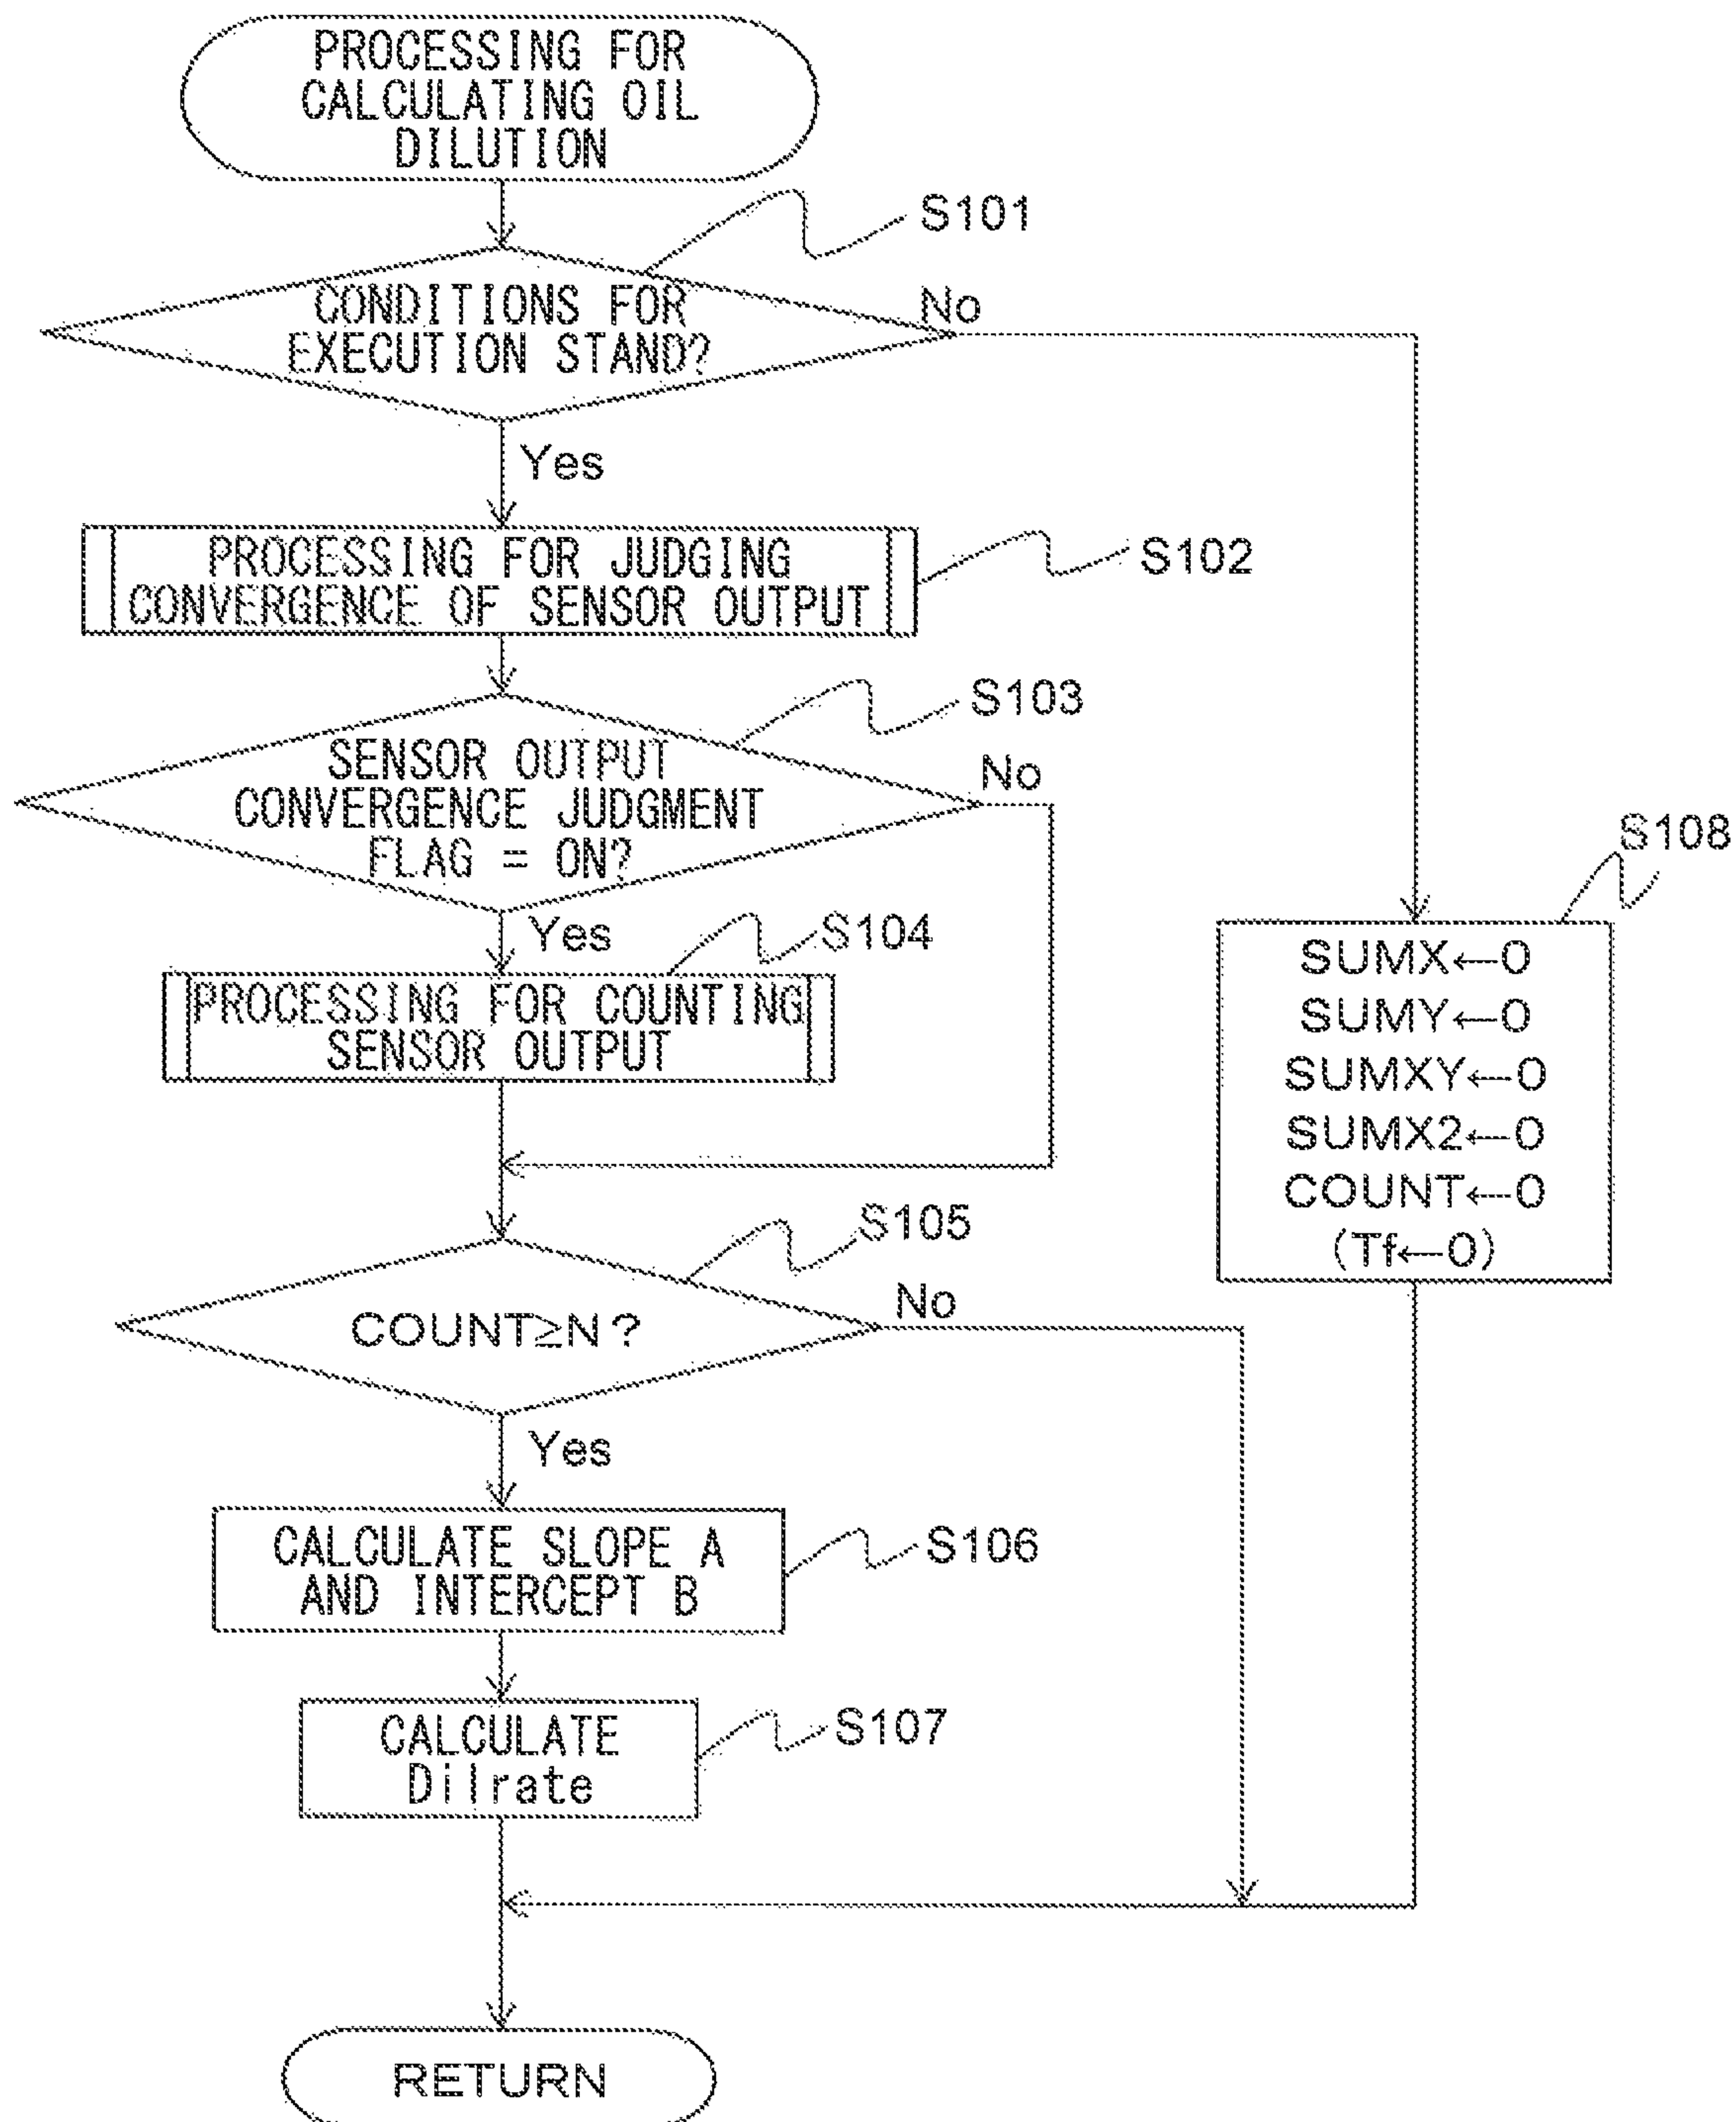 PROCESSING FOR
CALCULATING OIL
DILUTION
S101
CONDITIONS FOR
EXECUTION STAND?
No
Yes
PROCESSING FOR JUDGING
CONVERGENCE OF SENSOR OUTPUT
S102
S103
SENSOR OUTPUT
CONVERGENCE JUDGMENT
FLAG = ON?
No
Yes
S104
PROCESSING FOR COUNTING
SENSOR OUTPUT
S108
SUMX←0
SUMY←0
SUMXY←0
SUMX2←0
COUNT←0
(Tf←0)
S105
COUNT≧N?
No
Yes
CALCULATE SLOPE A
AND INTERCEPT B
S106
CALCULATE
Dilrate
S107
RETURN